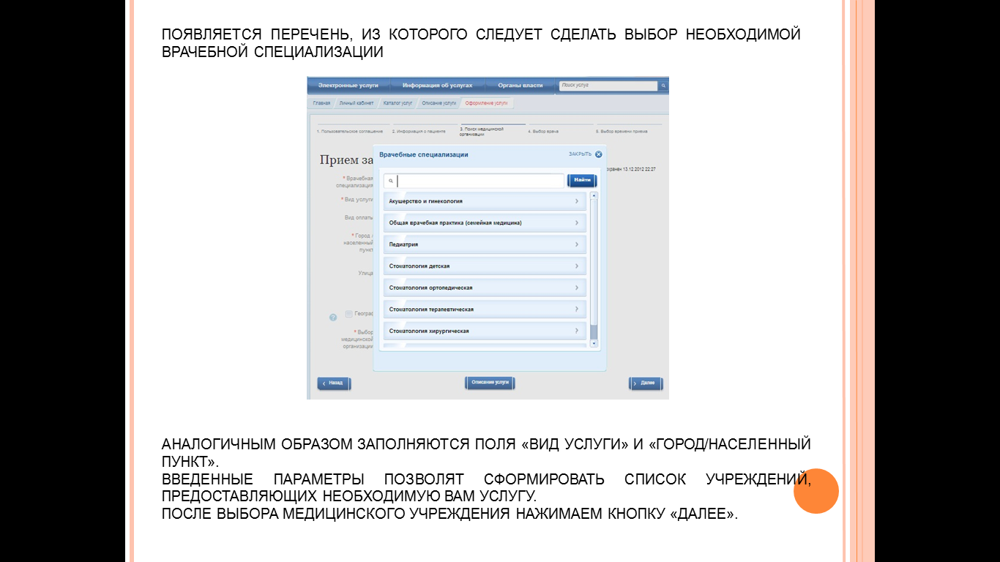 ПОЯВЛЯЕТСЯ ПЕРЕЧЕНЬ, ИЗ КОТОРОГО СЛЕДУЕТ СДЕЛАТЬ ВЫБОР НЕОБХОДИМОЙ
ВРАЧЕБНОЙ СПЕЦИАЛИЗАЦИИ
Электронные услуги Информация об услугах Органы власти Поиск услуг
Главная Личный кабинет Каталог услуг Описание услуги Оформление услуги
1. Пользовательское соглашение 2. Информация о пациенте 3. Поиск медицинской организации 4. Выбор врача 5. Выбор времени приема
Прием за
Врачебные специализации ЗАКРЫТЬ
охранен 13.12.2012 22:27
* Врачебная
специализация
Найти
* Вид услуги
Вид оплаты
* Город /
населенный
пункт
Улица
Географ
* Выбор
медицинской
организации
Акушерство и гинекология
Общая врачебная практика (семейная медицина)
Педиатрия
Стоматология детская
Стоматология ортопедическая
Стоматология терапевтическая
Стоматология хирургическая
Назад Описание услуги Далее
АНАЛОГИЧНЫМ ОБРАЗОМ ЗАПОЛНЯЮТСЯ ПОЛЯ «ВИД УСЛУГИ» И «ГОРОД/НАСЕЛЕННЫЙ
ПУНКТ».
ВВЕДЕННЫЕ ПАРАМЕТРЫ ПОЗВОЛЯТ СФОРМИРОВАТЬ СПИСОК УЧРЕЖДЕНИЙ,
ПРЕДОСТАВЛЯЮЩИХ НЕОБХОДИМУЮ ВАМ УСЛУГУ.
ПОСЛЕ ВЫБОРА МЕДИЦИНСКОГО УЧРЕЖДЕНИЯ НАЖИМАЕМ КНОПКУ «ДАЛЕЕ».